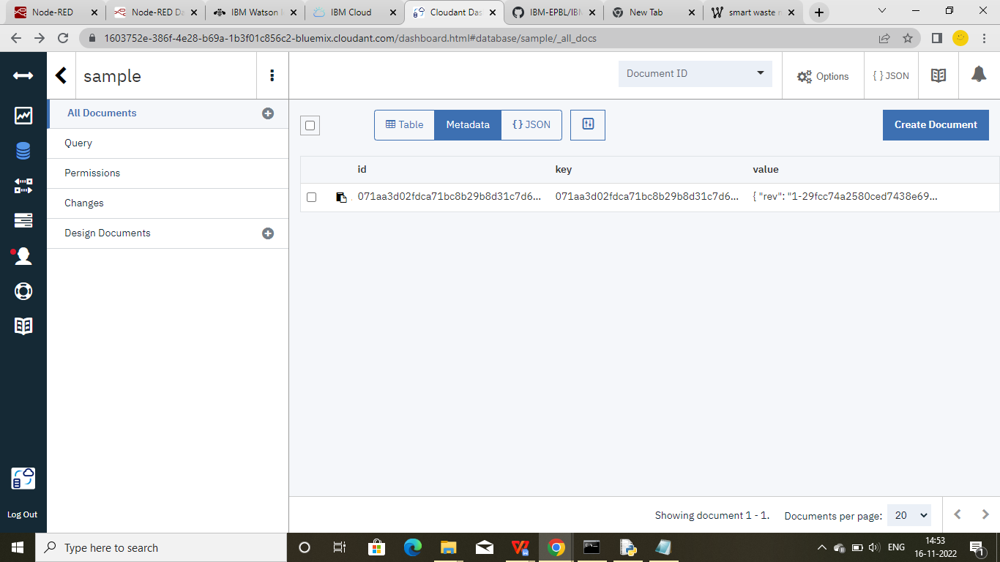 Node-RED
Node-RED Da
IBM Watson I
IBM Cloud
Cloudant Das
IBM-EPBL/IBM
New Tab
smart waste m
1603752e-386f-4e28-b69a-1b3f01c856c2-bluemix.cloudant.com/dashboard.html#database/sample/_all_docs
sample
Document ID
Options
{ } JSON
All Documents
Query
Permissions
Changes
Design Documents
Table
Metadata
{ } JSON
Create Document
id key value
071aa3d02fdca71bc8b29b8d31c7d6... 071aa3d02fdca71bc8b29b8d31c7d6... { "rev": "1-29fcc74a2580ced7438e69...
Log Out
Showing document 1 - 1. Documents per page: 20
Type here to search
ENG
14:53
16-11-2022
1